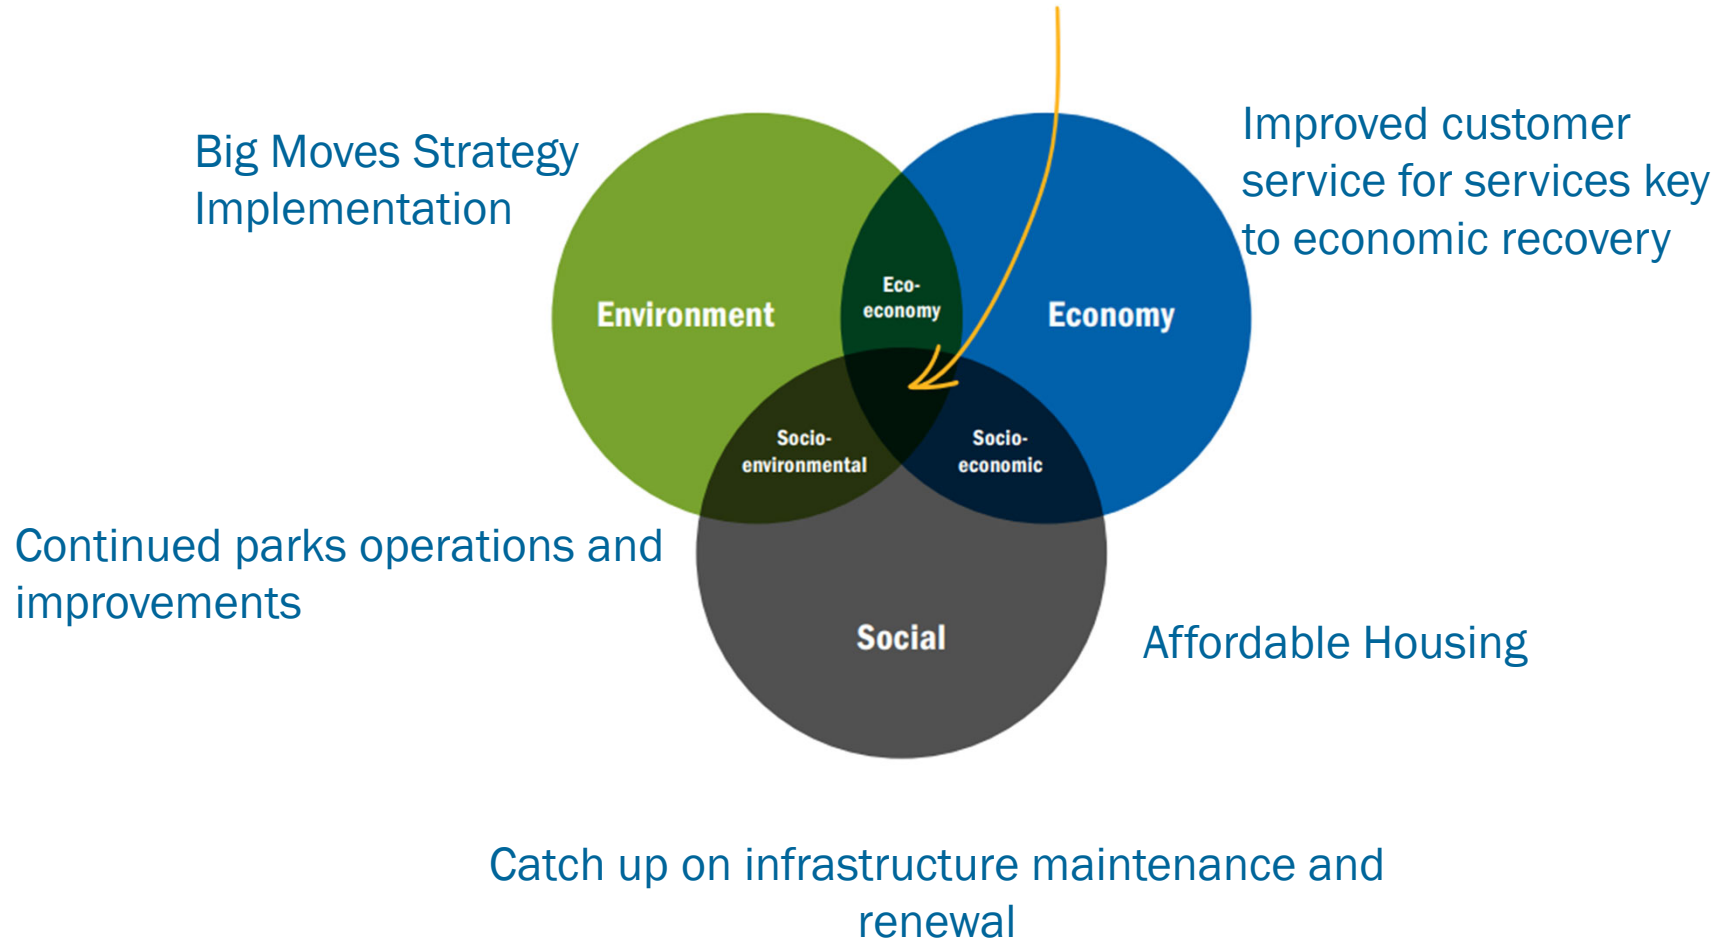 Big Moves Strategy
Implementation
Improved customer
service for services key
to economic recovery
Eco-
economy
Environment
Economy
Socio-
environmental
Socio-
economic
Continued parks operations and
improvements
Social
Affordable Housing
Catch up on infrastructure maintenance and
renewal